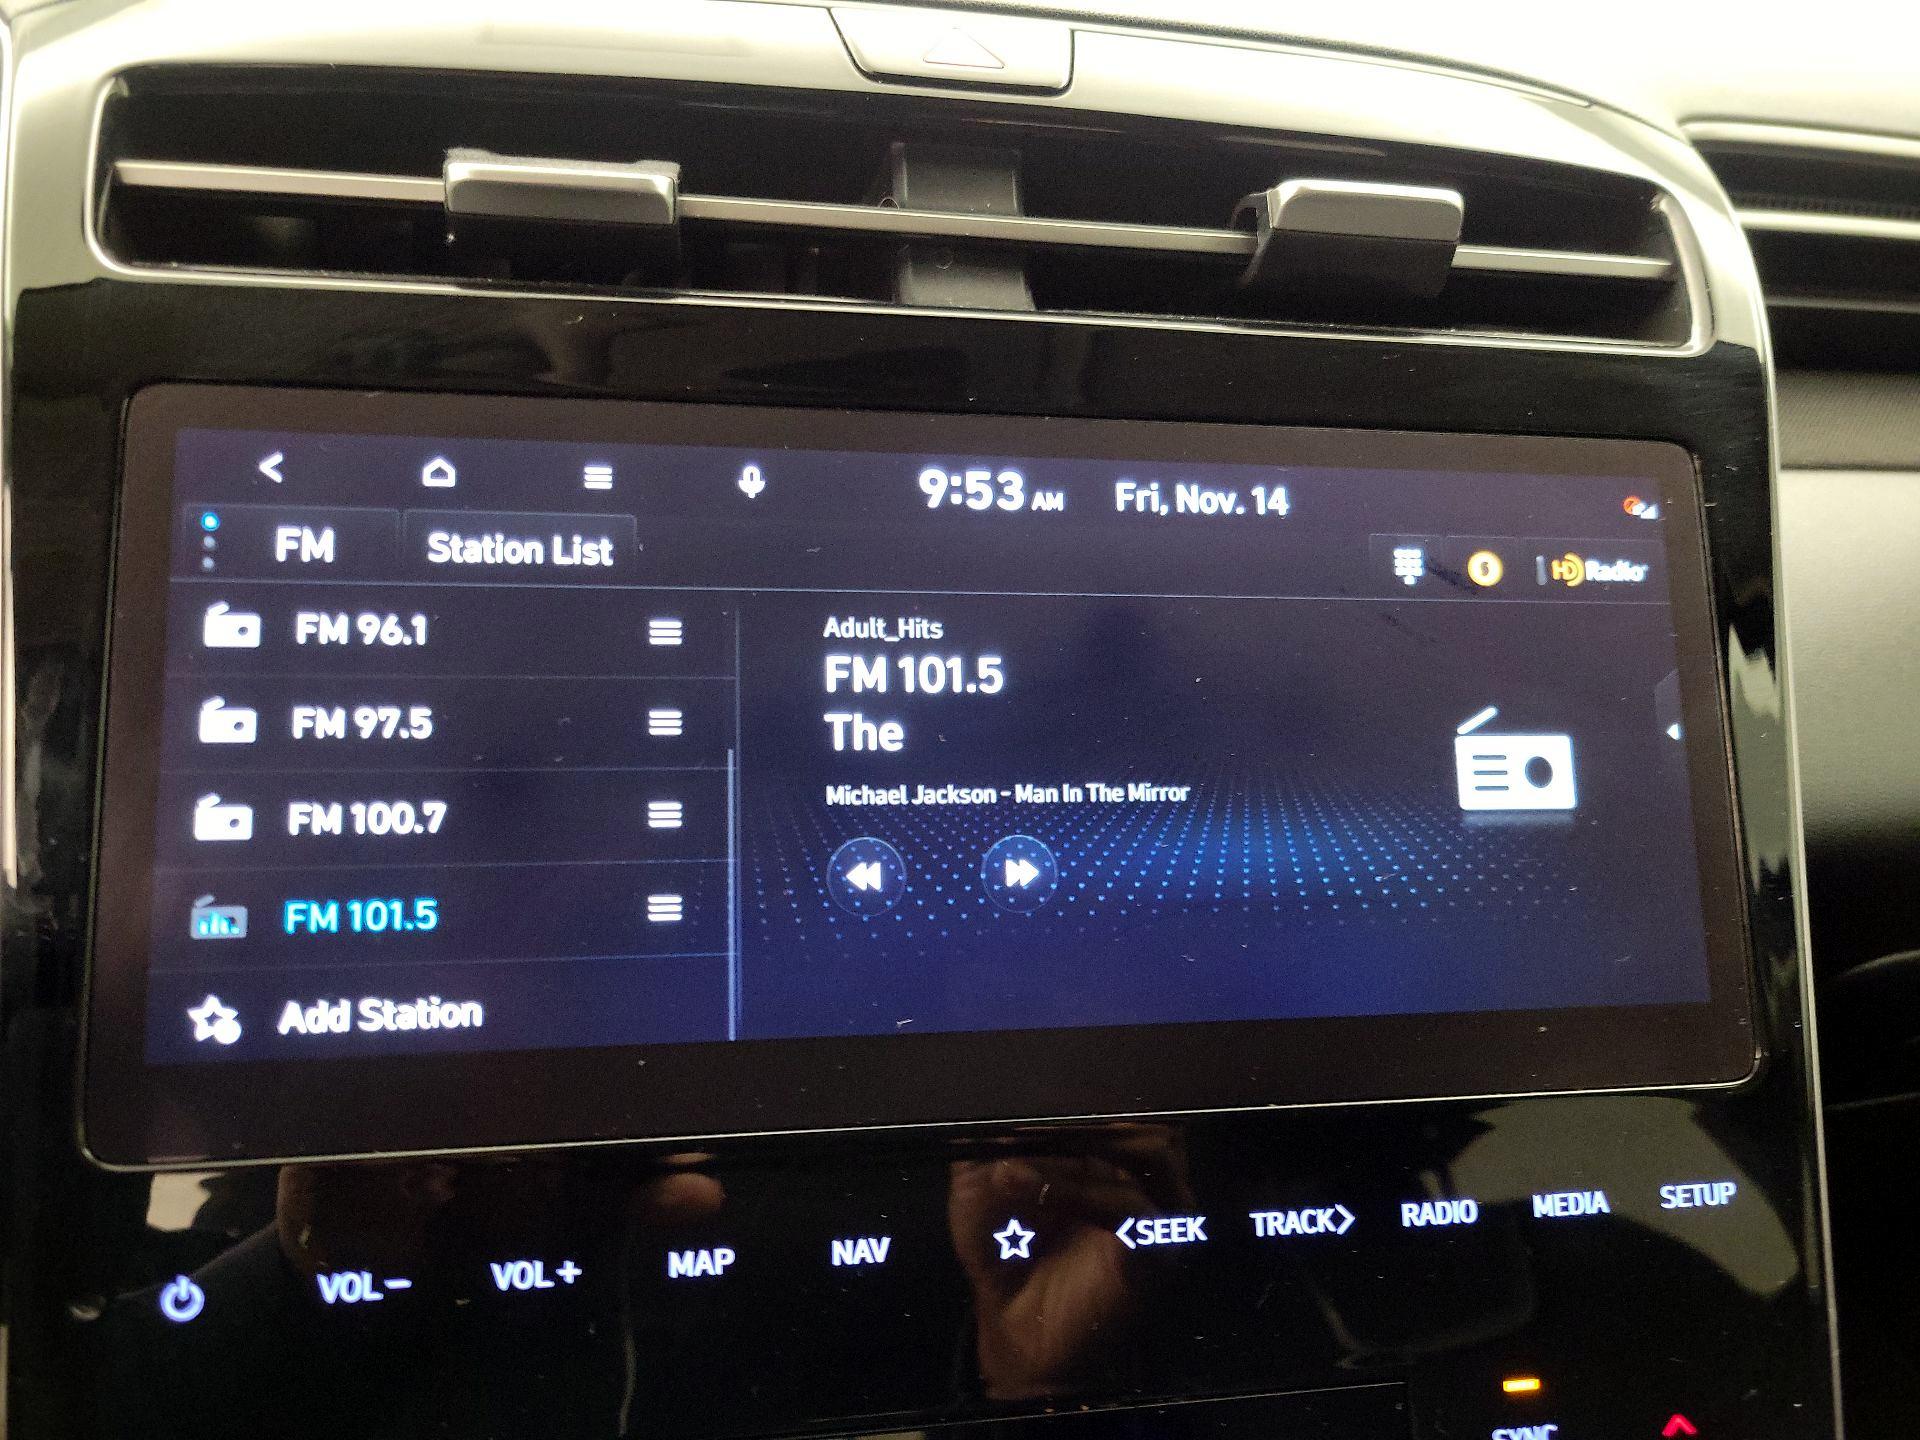 9:53 AM Fri, Nov. 14
FM Station List
HD Radio
FM 96.1
FM 97.5
FM 100.7
FM 101.5
Add Station
Adult_Hits
FM 101.5
The
Michael Jackson - Man In The Mirror
VOL- VOL+ MAP NAV <SEEK TRACK> RADIO MEDIA SETUP
SYNC